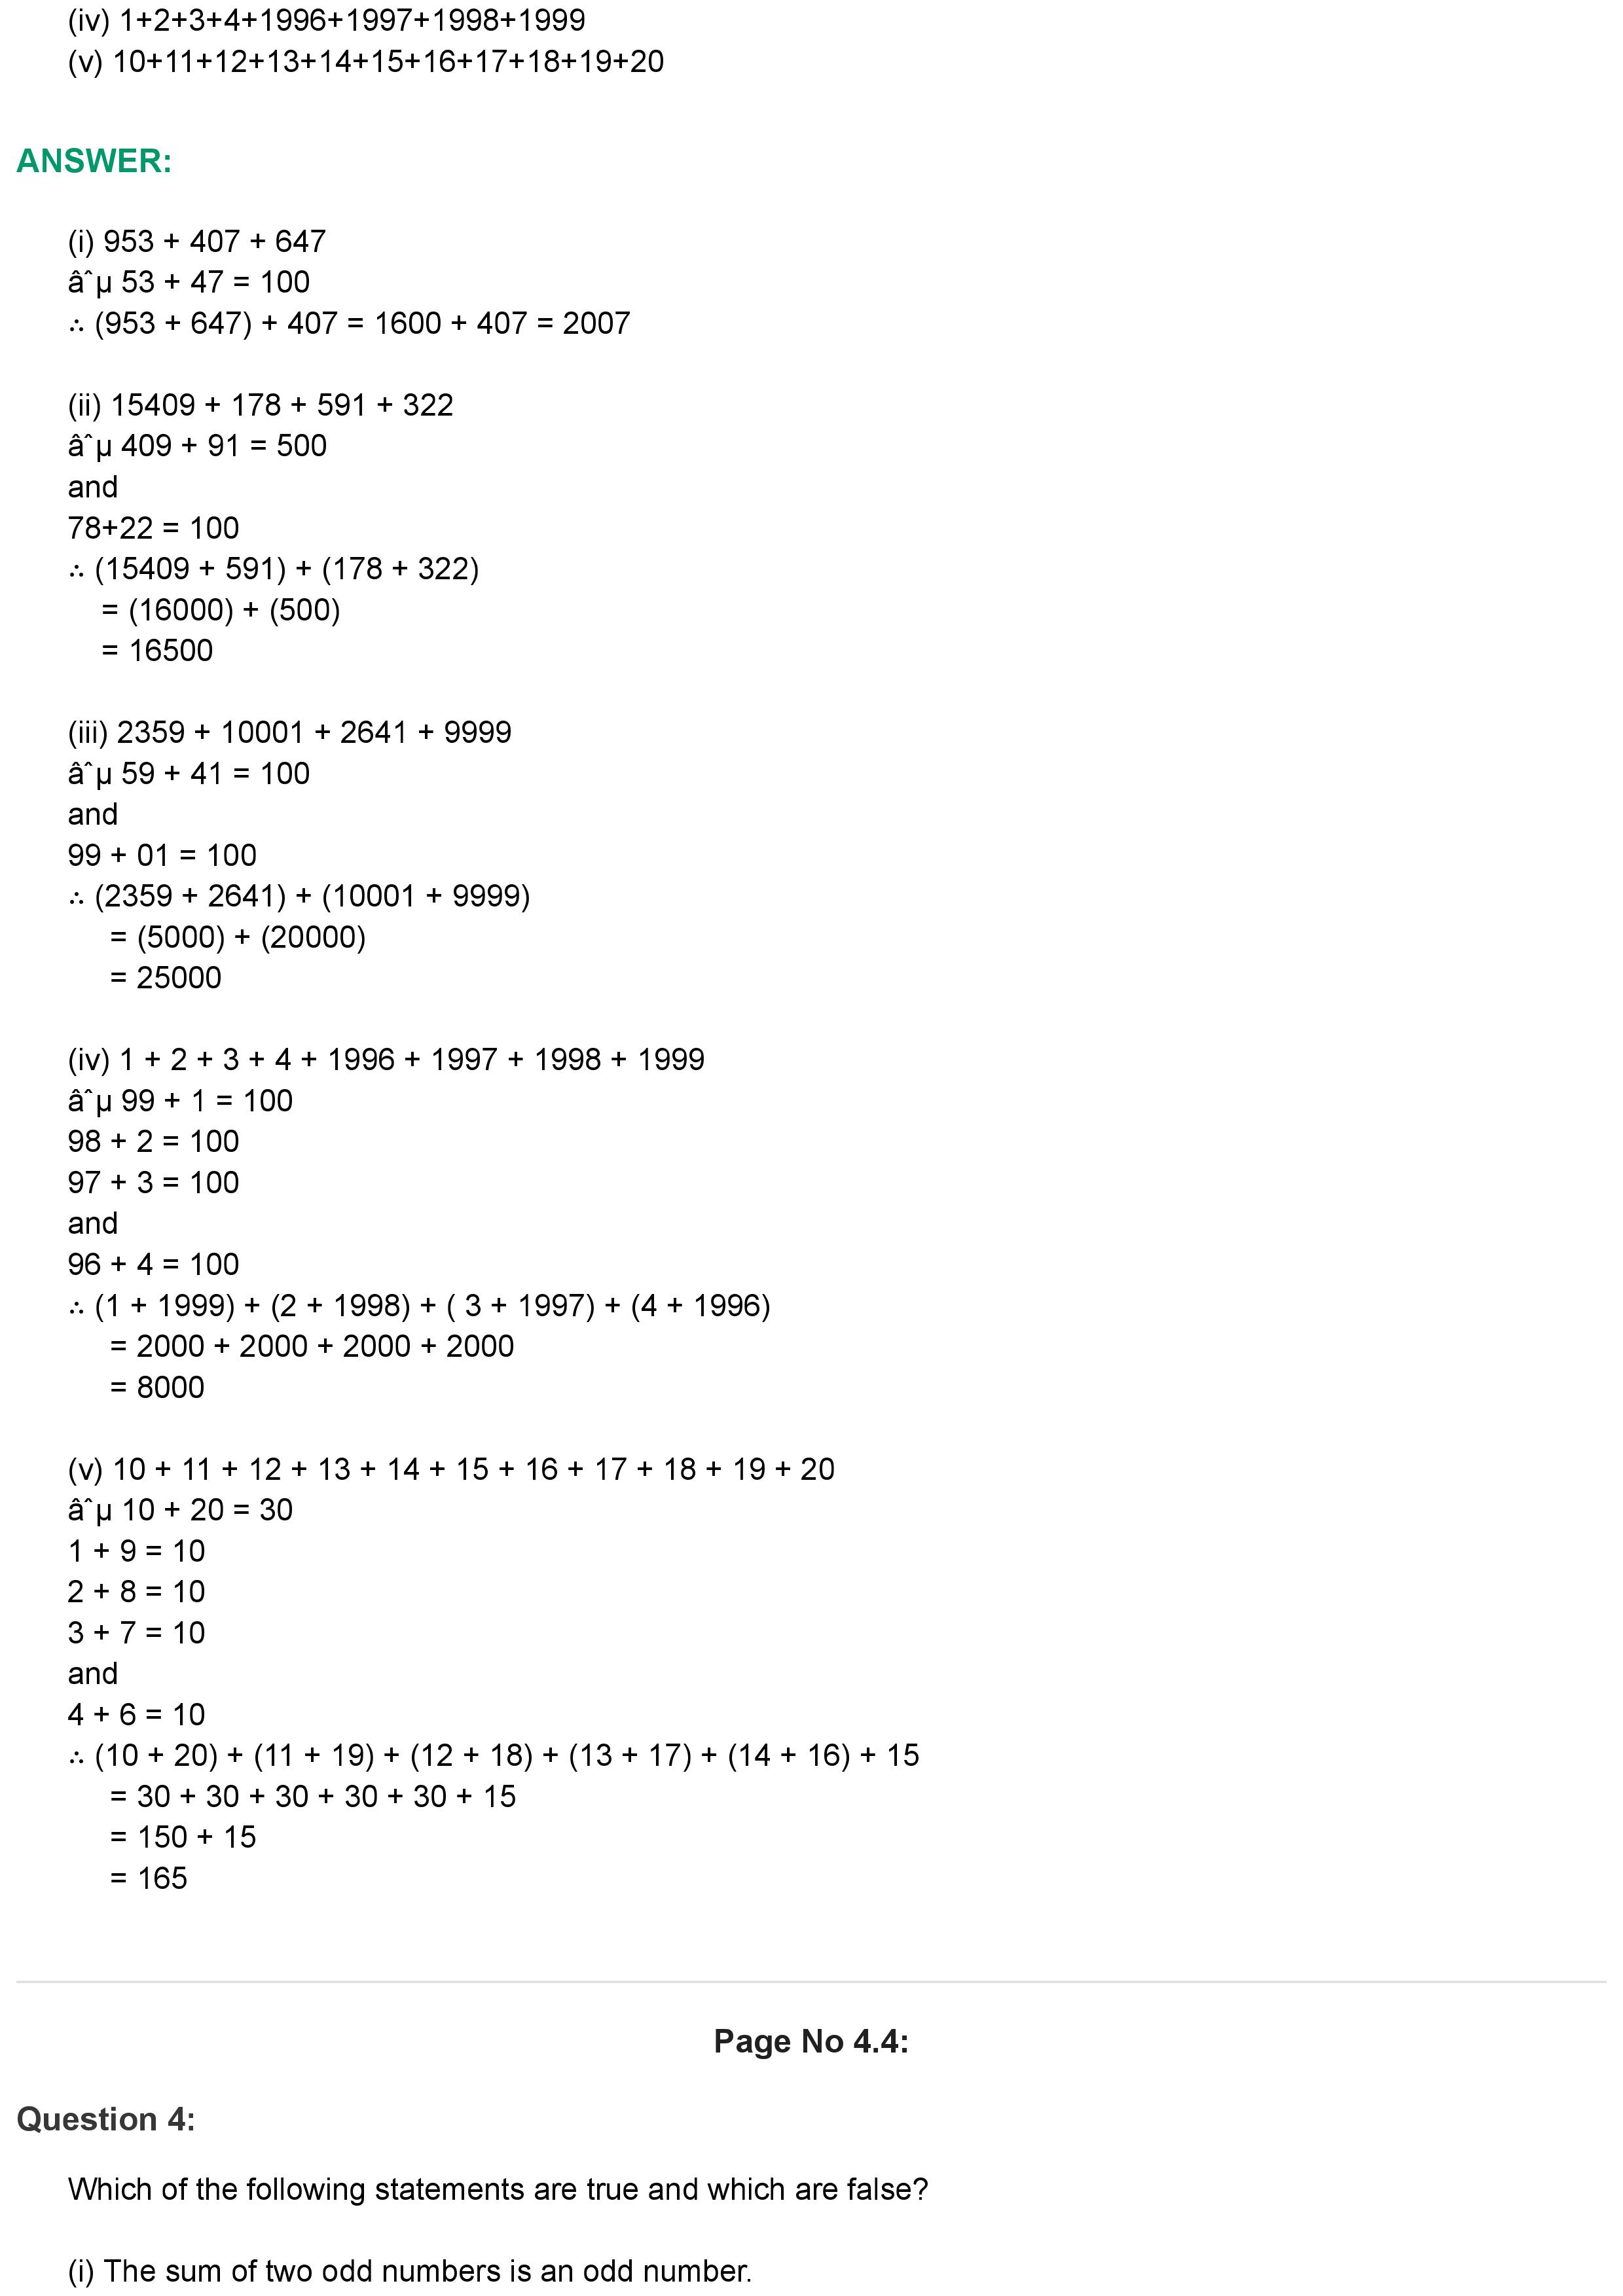 (iv) 1+2+3+4+1996+1997+1998+1999
(v) 10+11+12+13+14+15+16+17+18+19+20
ANSWER:
(i) 953 + 407 + 647
âˆµ 53 + 47 = 100
∴ (953 + 647) + 407 = 1600 + 407 = 2007
(ii) 15409 + 178 + 591 + 322
âˆµ 409 + 91 = 500
and
78+22 = 100
∴ (15409 + 591) + (178 + 322)
= (16000) + (500)
= 16500
(iii) 2359 + 10001 + 2641 + 9999
âˆµ 59 + 41 = 100
and
99 + 01 = 100
∴ (2359 + 2641) + (10001 + 9999)
= (5000) + (20000)
= 25000
(iv) 1 + 2 + 3 + 4 + 1996 + 1997 + 1998 + 1999
âˆµ 99 + 1 = 100
98 + 2 = 100
97 + 3 = 100
and
96 + 4 = 100
∴ (1 + 1999) + (2 + 1998) + ( 3 + 1997) + (4 + 1996)
= 2000 + 2000 + 2000 + 2000
= 8000
(v) 10 + 11 + 12 + 13 + 14 + 15 + 16 + 17 + 18 + 19 + 20
âˆµ 10 + 20 = 30
1 + 9 = 10
2 + 8 = 10
3 + 7 = 10
and
4 + 6 = 10
∴ (10 + 20) + (11 + 19) + (12 + 18) + (13 + 17) + (14 + 16) + 15
= 30 + 30 + 30 + 30 + 30 + 15
= 150 + 15
= 165
Page No 4.4:
Question 4:
Which of the following statements are true and which are false?
(i) The sum of two odd numbers is an odd number.